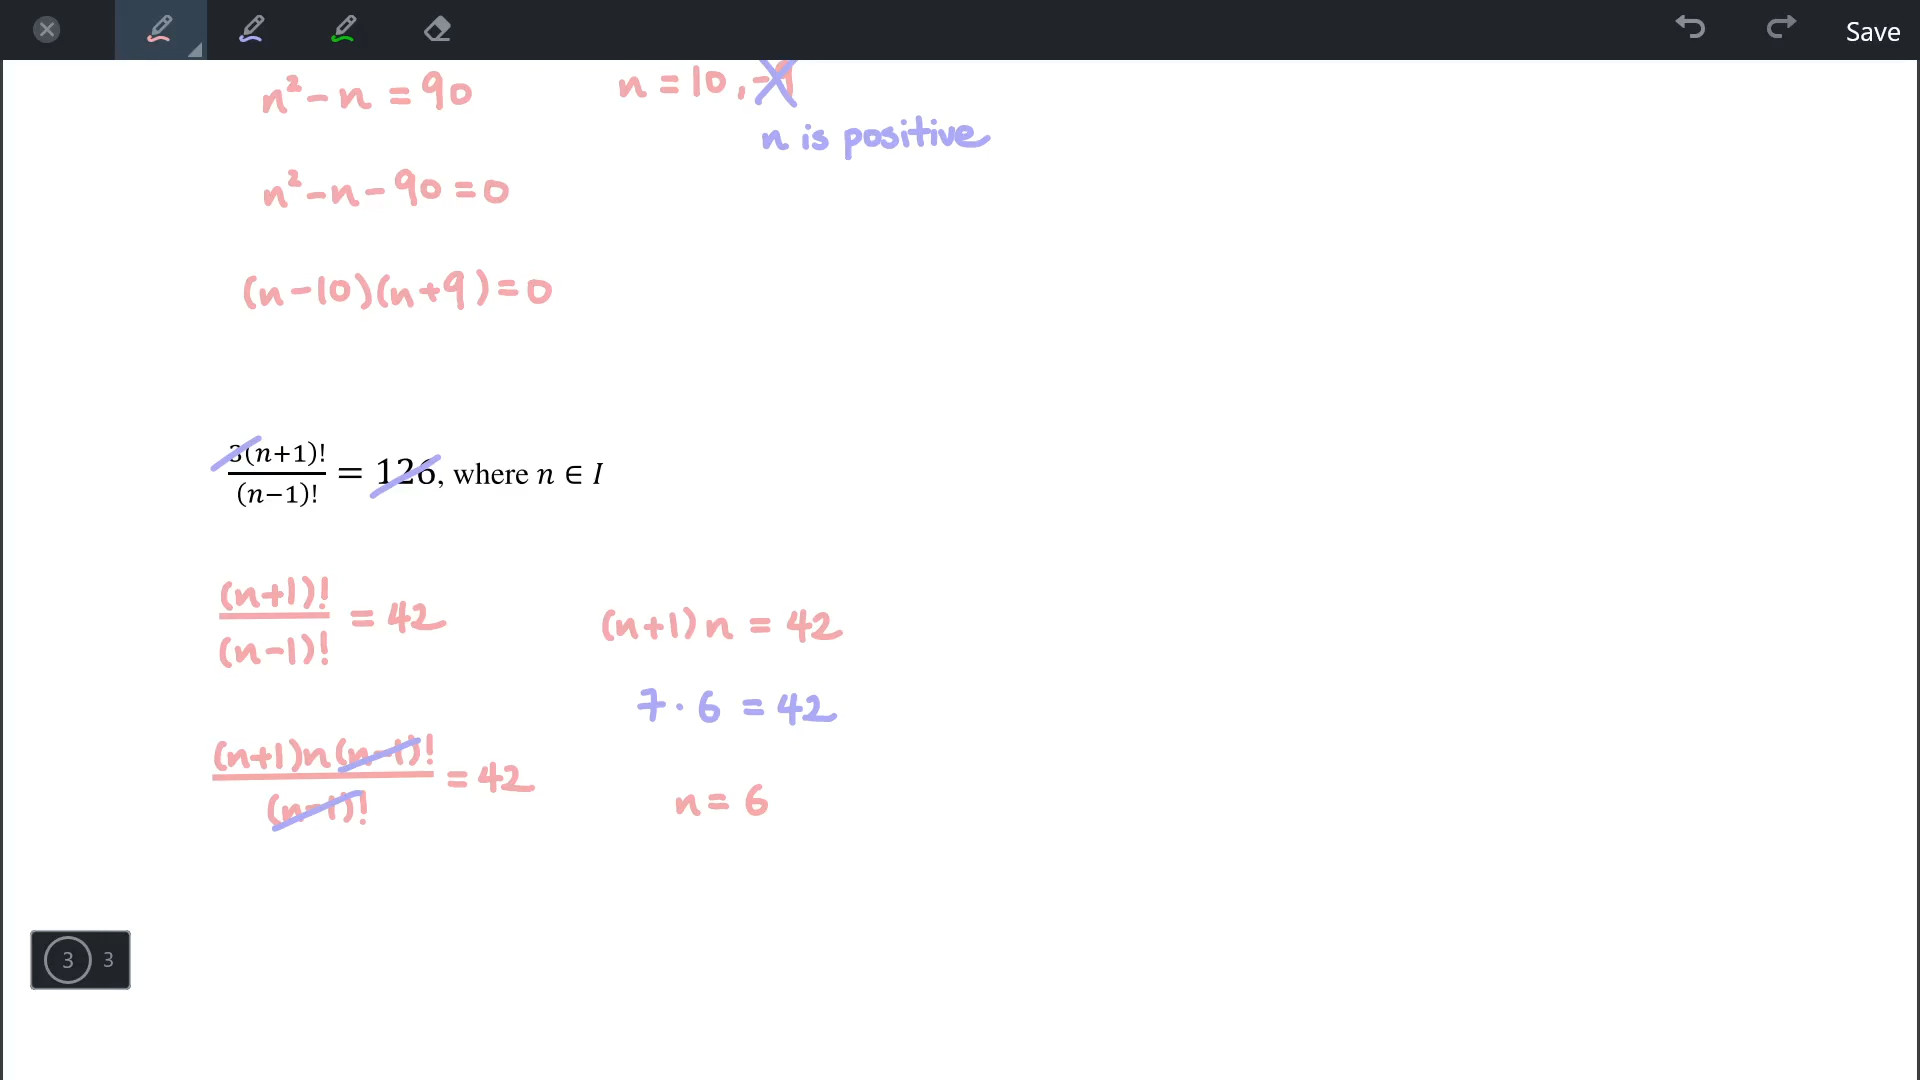 Save
n² - n = 90
n = 10, -9
n is positive
n² - n - 90 = 0
(n - 10)(n + 9) = 0
3(n+1)!/(n−1)! = 126, where n ∈ I
(n+1)!/(n-1)! = 42
(n+1)n = 42
7 · 6 = 42
(n+1)n(n-1)!/(n-1)! = 42
n = 6
3 3